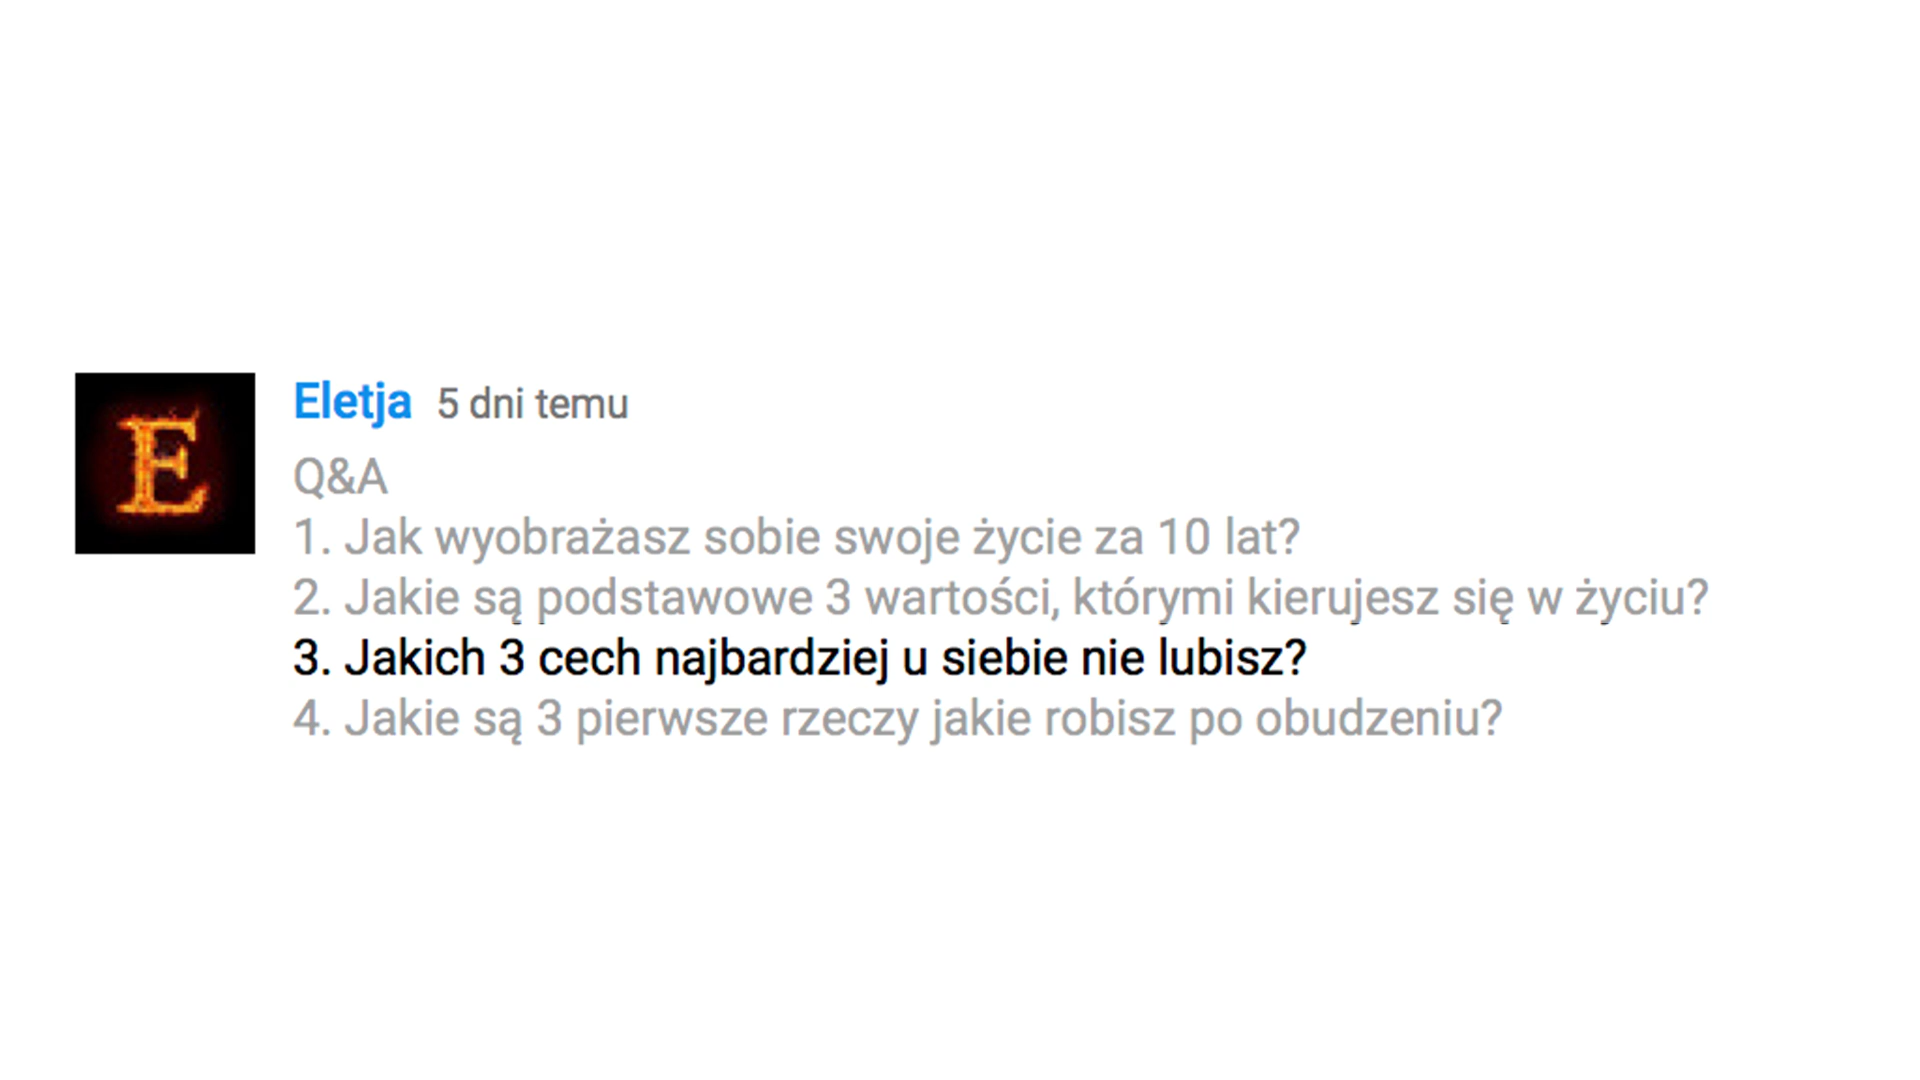 E
Eletja 5 dni temu
Q&A
1. Jak wyobrażasz sobie swoje życie za 10 lat?
2. Jakie są podstawowe 3 wartości, którymi kierujesz się w życiu?
3. Jakich 3 cech najbardziej u siebie nie lubisz?
4. Jakie są 3 pierwsze rzeczy jakie robisz po obudzeniu?